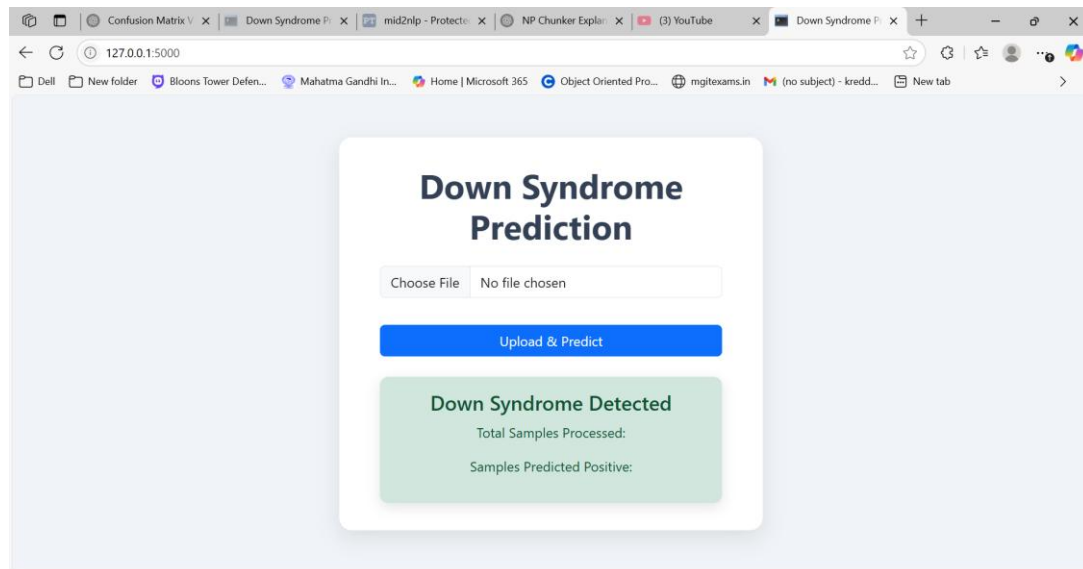 Confusion Matrix V
Down Syndrome Pr
mid2nlp - Protected
NP Chunker Explan
(3) YouTube
Down Syndrome Pr
127.0.0.1:5000
Dell
New folder
Bloons Tower Defen...
Mahatma Gandhi In...
Home | Microsoft 365
Object Oriented Pro...
mgitexams.in
(no subject) - kredd...
New tab
Down Syndrome
Prediction
Choose File No file chosen
Upload & Predict
Down Syndrome Detected
Total Samples Processed:
Samples Predicted Positive: